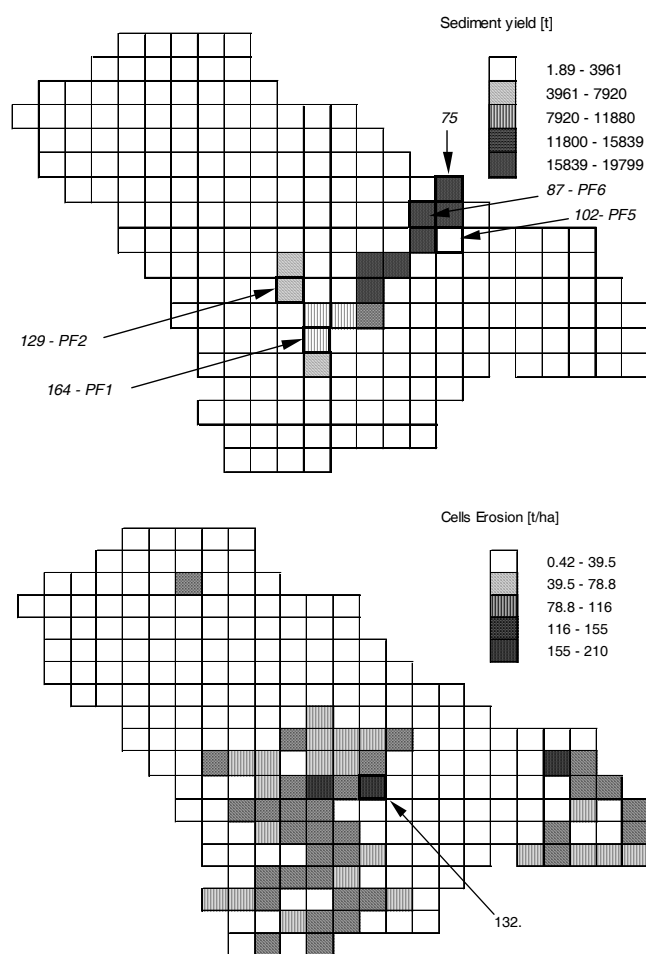 Sediment yield [t]
1.89 - 3961
3961 - 7920
7920 - 11880
11800 - 15839
15839 - 19799
75
87 - PF6
102- PF5
129 - PF2
164 - PF1
Cells Erosion [t/ha]
0.42 - 39.5
39.5 - 78.8
78.8 - 116
116 - 155
155 - 210
132.